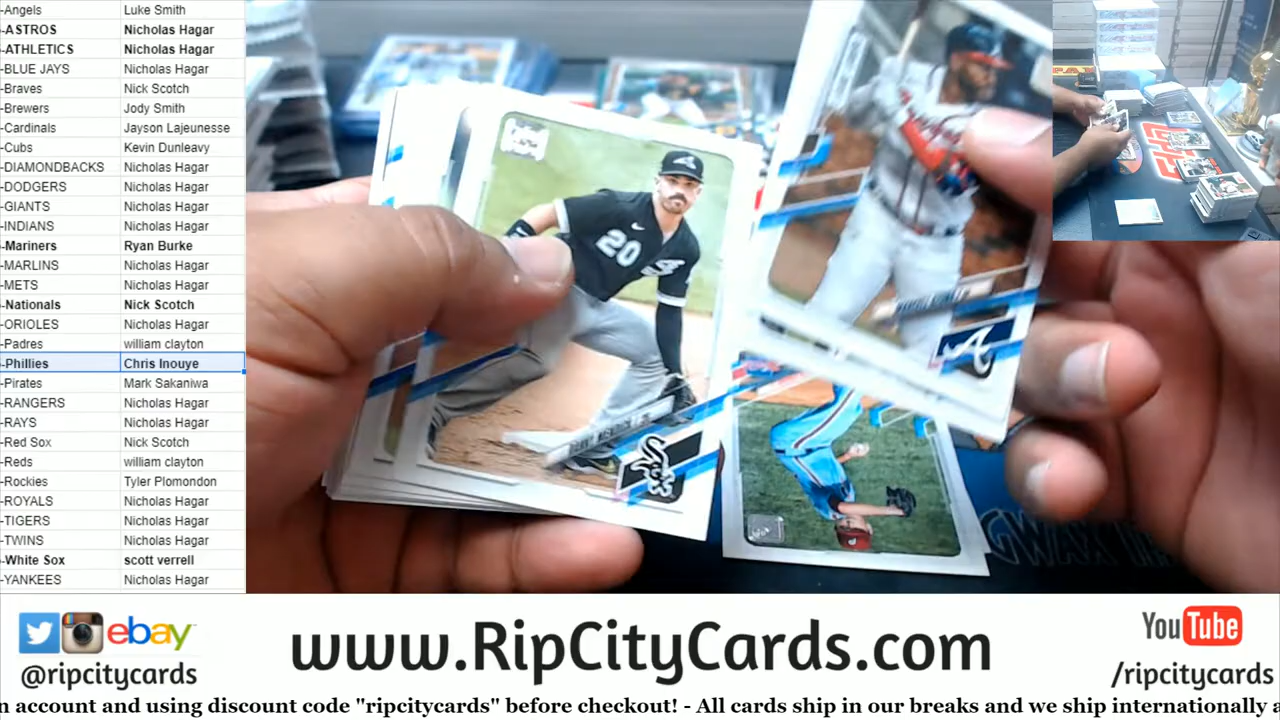 -Angels Luke Smith
-ASTROS Nicholas Hagar
-ATHLETICS Nicholas Hagar
-BLUE JAYS Nicholas Hagar
-Braves Nick Scotch
-Brewers Jody Smith
-Cardinals Jayson Lajeunesse
-Cubs Kevin Dunleavy
-DIAMONDBACKS Nicholas Hagar
-DODGERS Nicholas Hagar
-GIANTS Nicholas Hagar
-INDIANS Nicholas Hagar
-Mariners Ryan Burke
-MARLINS Nicholas Hagar
-METS Nicholas Hagar
-Nationals Nick Scotch
-ORIOLES Nicholas Hagar
-Padres william clayton
-Phillies Chris Inouye
-Pirates Mark Sakaniwa
-RANGERS Nicholas Hagar
-RAYS Nicholas Hagar
-Red Sox Nick Scotch
-Reds william clayton
-Rockies Tyler Plomondon
-ROYALS Nicholas Hagar
-TIGERS Nicholas Hagar
-TWINS Nicholas Hagar
-White Sox scott verrell
-YANKEES Nicholas Hagar
20
Sox
A
ebay
@ripcitycards
www.RipCityCards.com
YouTube
/ripcitycards
n account and using discount code "ripcitycards" before checkout! - All cards ship in our breaks and we ship internationally a